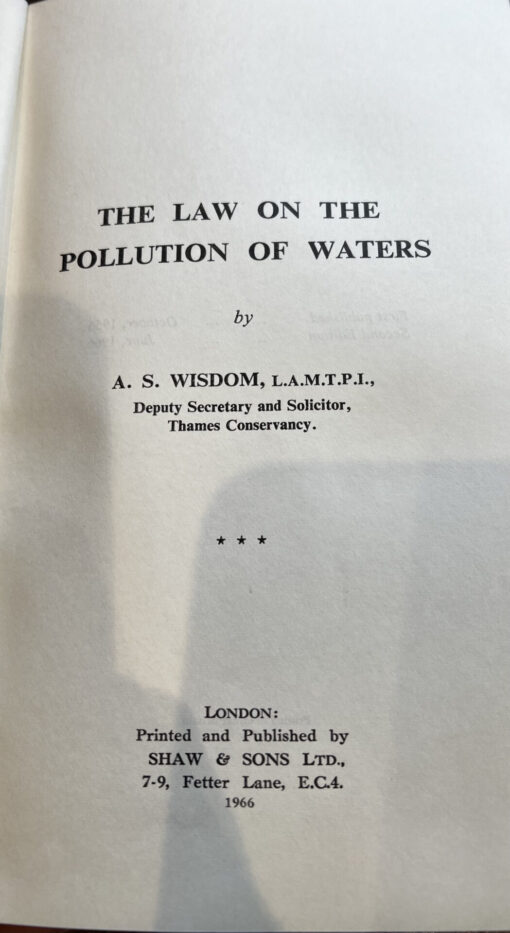 THE LAW ON THE
POLLUTION OF WATERS
by
A. S. WISDOM, L.A.M.T.P.I.,
Deputy Secretary and Solicitor,
Thames Conservancy.
★ ★ ★
LONDON:
Printed and Published by
SHAW & SONS LTD.,
7-9, Fetter Lane, E.C.4.
1966